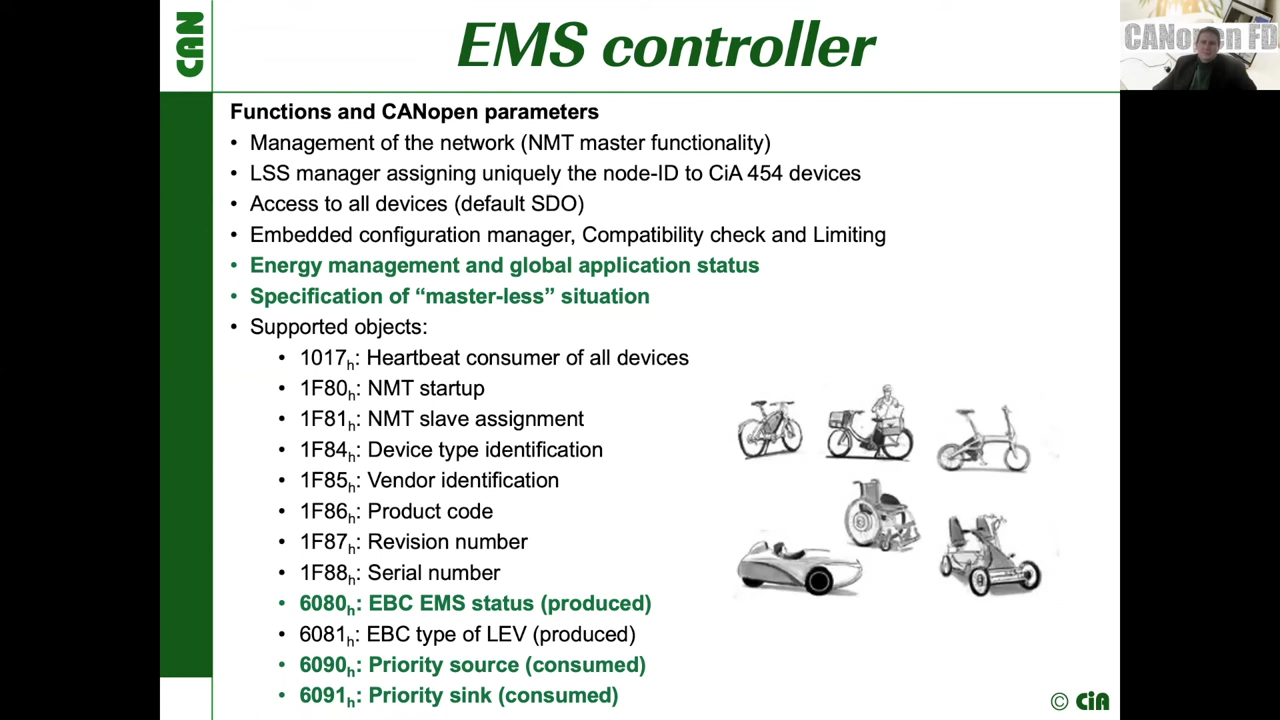 CAN
EMS controller
CANopen FD
Functions and CANopen parameters
• Management of the network (NMT master functionality)
• LSS manager assigning uniquely the node-ID to CiA 454 devices
• Access to all devices (default SDO)
• Embedded configuration manager, Compatibility check and Limiting
• Energy management and global application status
• Specification of “master-less” situation
• Supported objects:
• 1017h: Heartbeat consumer of all devices
• 1F80h: NMT startup
• 1F81h: NMT slave assignment
• 1F84h: Device type identification
• 1F85h: Vendor identification
• 1F86h: Product code
• 1F87h: Revision number
• 1F88h: Serial number
• 6080h: EBC EMS status (produced)
• 6081h: EBC type of LEV (produced)
• 6090h: Priority source (consumed)
• 6091h: Priority sink (consumed)
© CiA